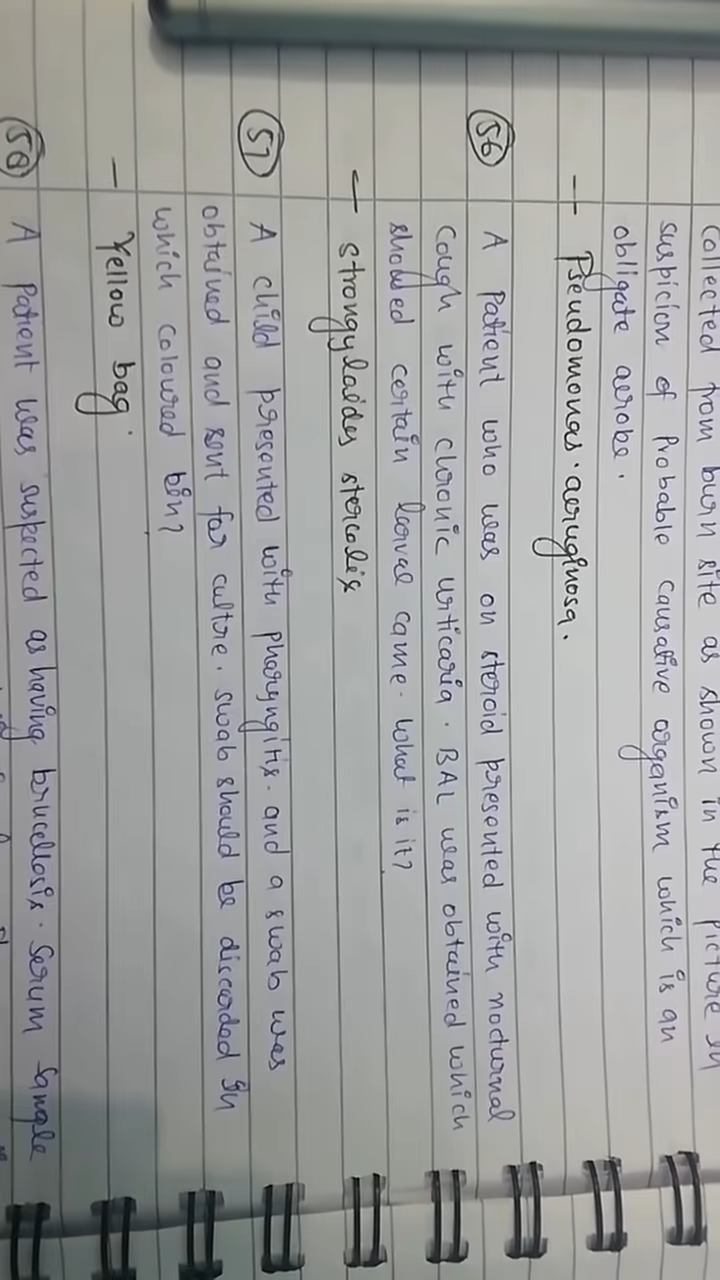 collected from burn site as shown in the picture in
suspicion of Probable causative organism which is an
obligate aerobe.
— Pseudomonas. aeruginosa.
56 A Patient who was on steroid presented with nocturnal
Cough with chronic urticaria. BAL was obtained which
showed certain larval came. what is it?
— strongyloides stercolis
57 A child presented with pharyngitis. and a swab was
obtained and sent for cultre. swab should be discarded in
which coloured bin?
— Yellow bag.
58 A Patient was suspected as having brucellosis. Serum Sample